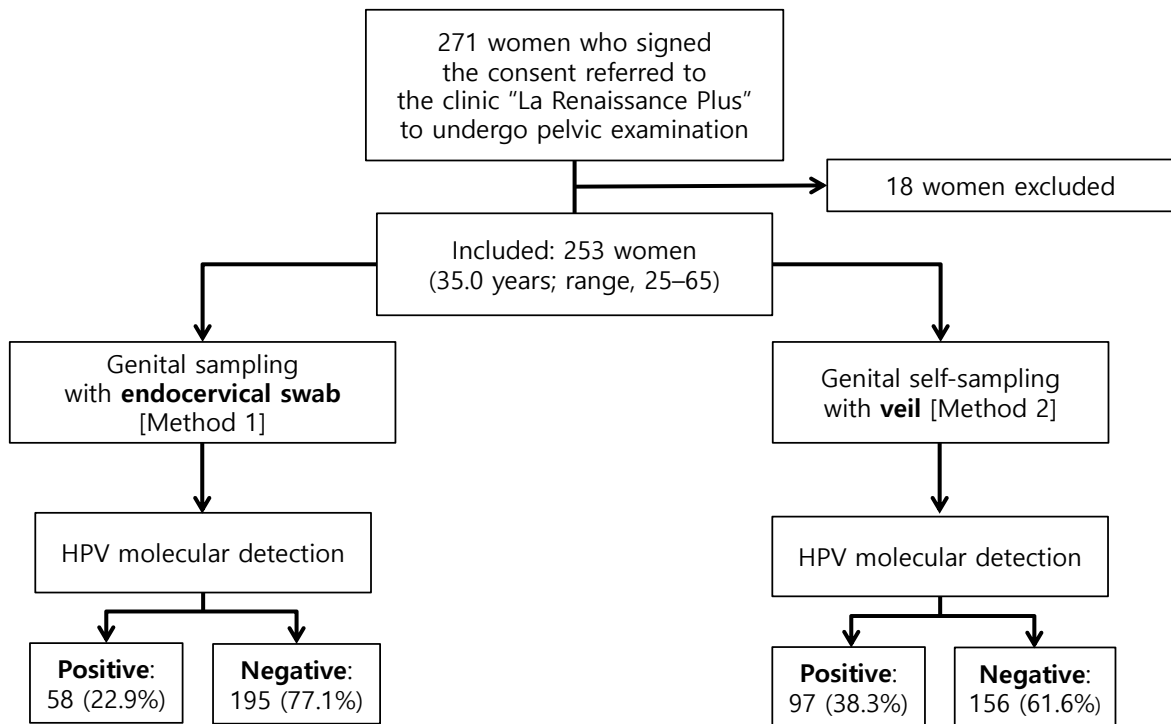 271 women who signed
the consent referred to
the clinic “La Renaissance Plus”
to undergo pelvic examination
18 women excluded
Included: 253 women
(35.0 years; range, 25–65)
Genital sampling
with endocervical swab
[Method 1]
Genital self-sampling
with veil [Method 2]
HPV molecular detection
HPV molecular detection
Positive:
58 (22.9%)
Negative:
195 (77.1%)
Positive:
97 (38.3%)
Negative:
156 (61.6%)